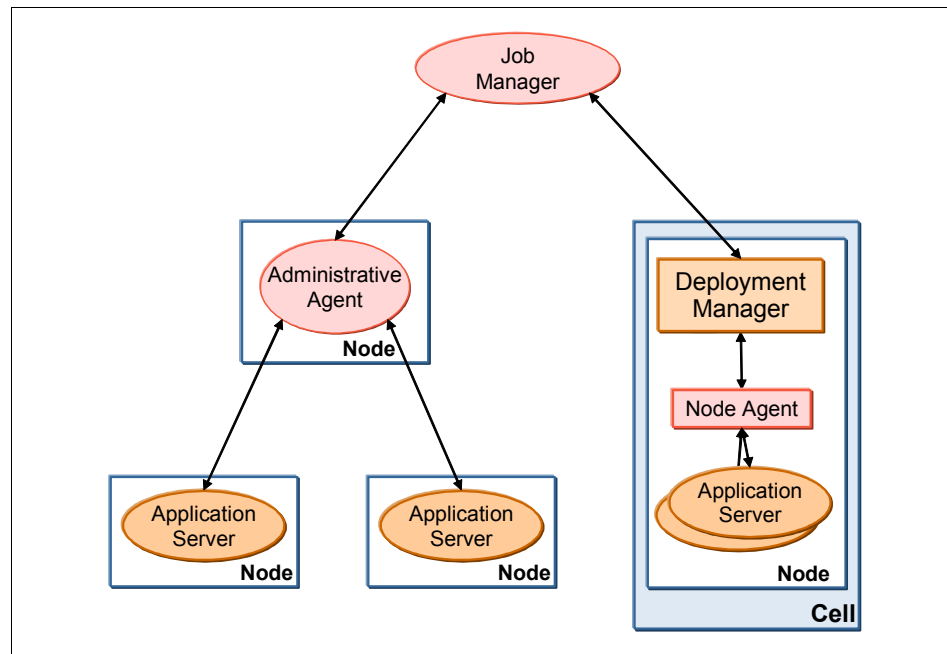 Job
Manager
Administrative
Agent
Node
Application
Server
Node
Application
Server
Node
Deployment
Manager
Node Agent
Application
Server
Node
Cell